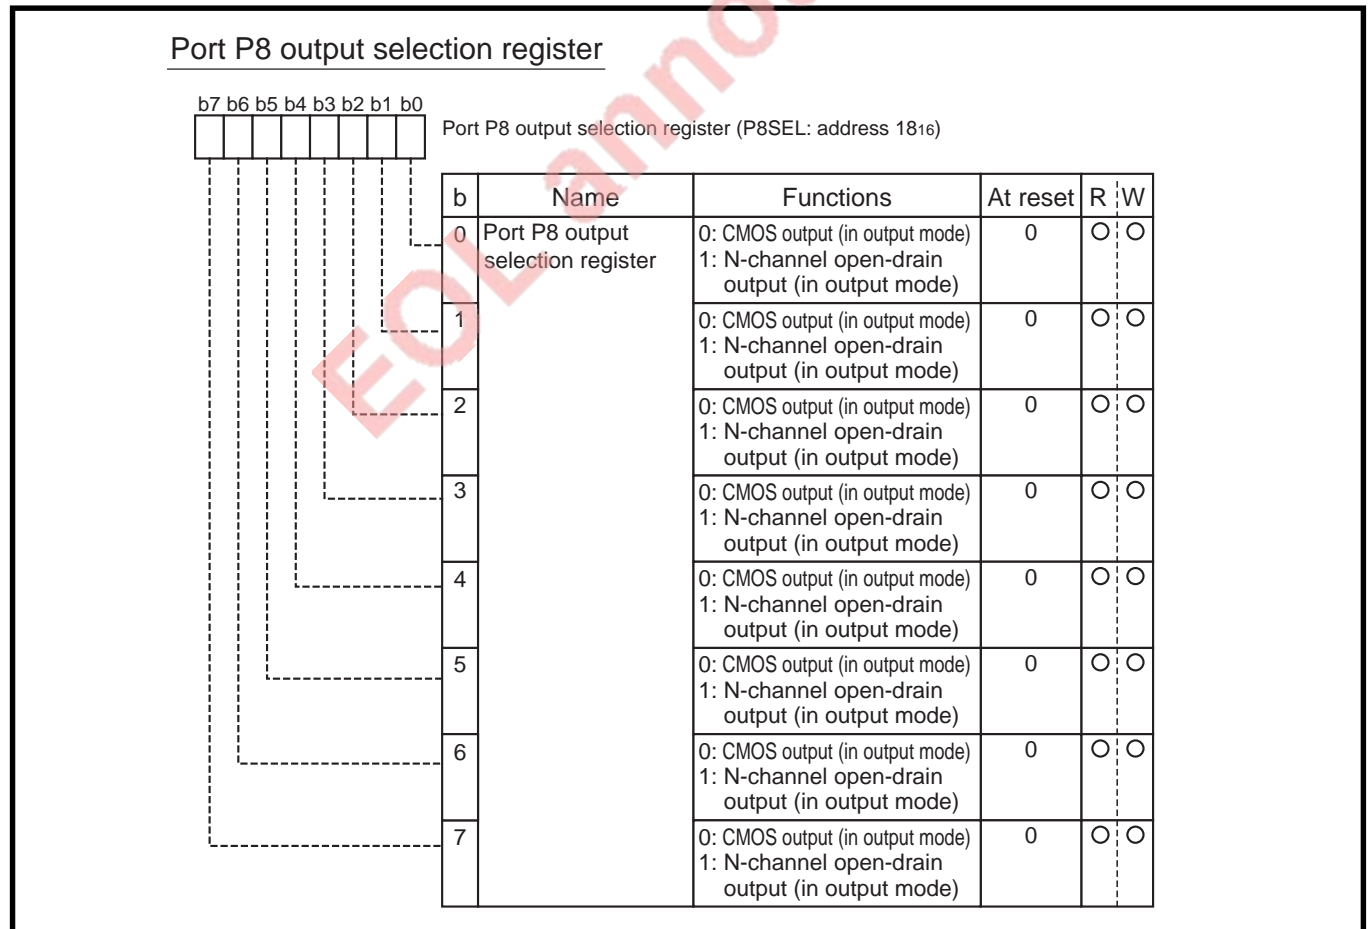 Port P8 output selection register
b7 b6 b5 b4 b3 b2 b1 b0
Port P8 output selection register (P8SEL: address 1816)
b Name Functions At reset R W
0 Port P8 output 0: CMOS output (in output mode) 0 O O
selection register 1: N-channel open-drain
output (in output mode)
1 0: CMOS output (in output mode) 0 O O
1: N-channel open-drain
output (in output mode)
2 0: CMOS output (in output mode) 0 O O
1: N-channel open-drain
output (in output mode)
3 0: CMOS output (in output mode) 0 O O
1: N-channel open-drain
output (in output mode)
4 0: CMOS output (in output mode) 0 O O
1: N-channel open-drain
output (in output mode)
5 0: CMOS output (in output mode) 0 O O
1: N-channel open-drain
output (in output mode)
6 0: CMOS output (in output mode) 0 O O
1: N-channel open-drain
output (in output mode)
7 0: CMOS output (in output mode) 0 O O
1: N-channel open-drain
output (in output mode)
EOL